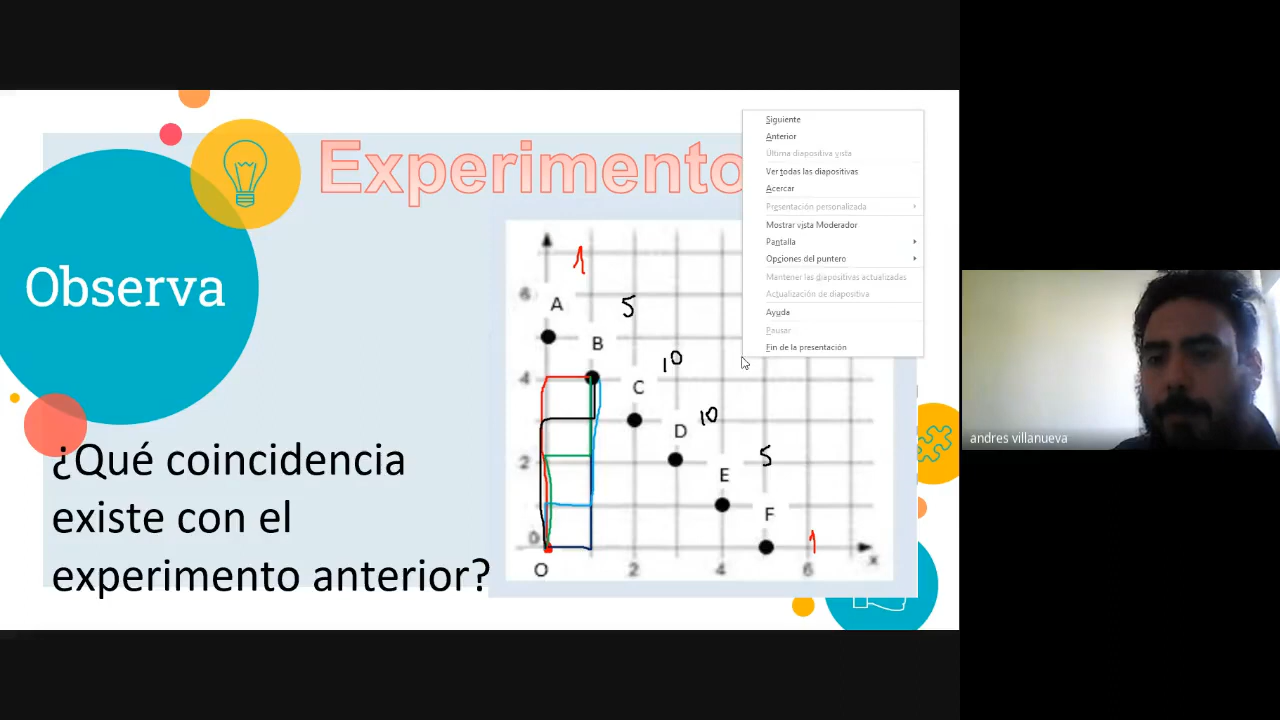 Experimento
Observa
¿Qué coincidencia
existe con el
experimento anterior?
1
6
A
5
B
4
10
C
10
D
2
5
E
F
1
0
O
2
4
6
x
Siguiente
Anterior
Última diapositiva vista
Ver todas las diapositivas
Acercar
Presentación personalizada
Mostrar vista Moderador
Pantalla
Opciones del puntero
Mantener las diapositivas actualizadas
Actualización de diapositiva
Ayuda
Pausar
Fin de la presentación
andres villanueva